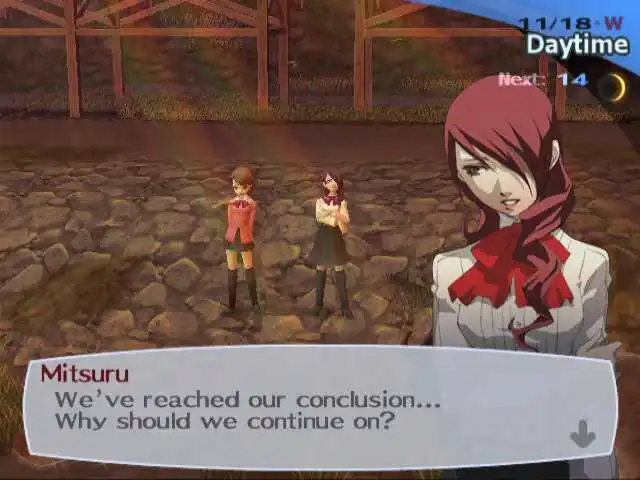 11/18 W
Daytime
Next: 14
Mitsuru
We've reached our conclusion...
Why should we continue on?